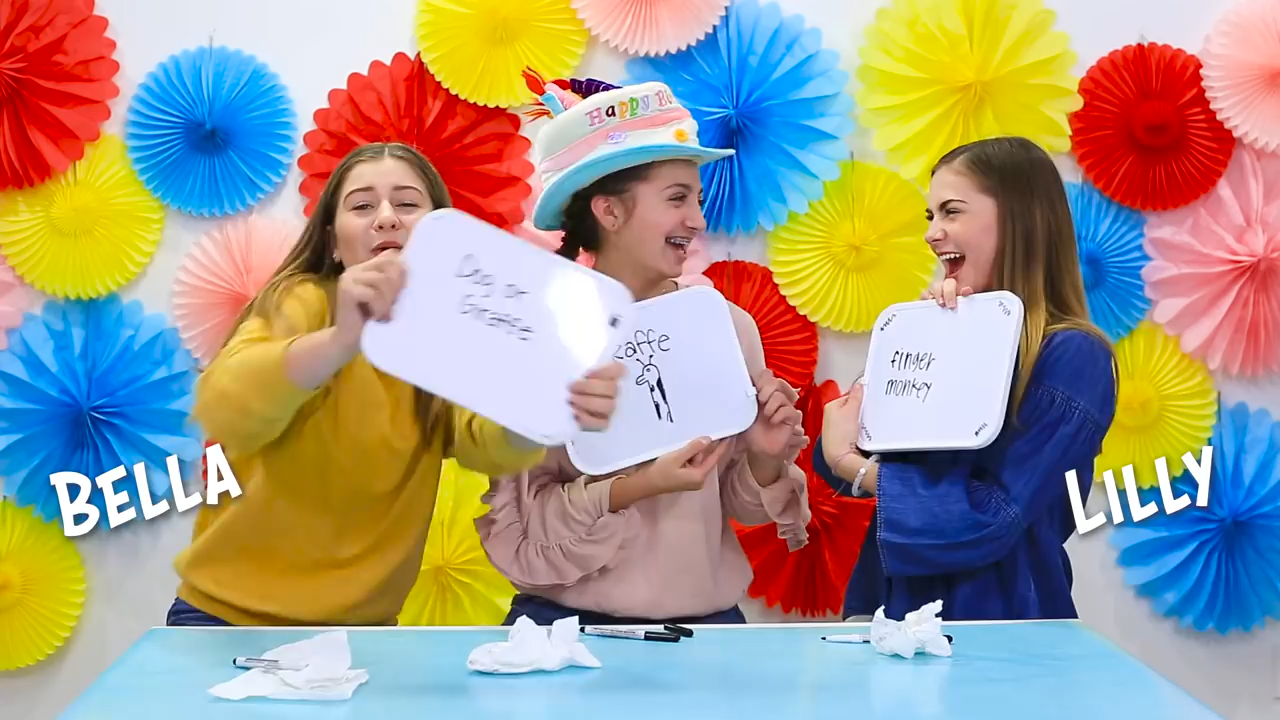 Happy B
Dog or
Giraffe
raffe
finger
monkey
BELLA
LILLY